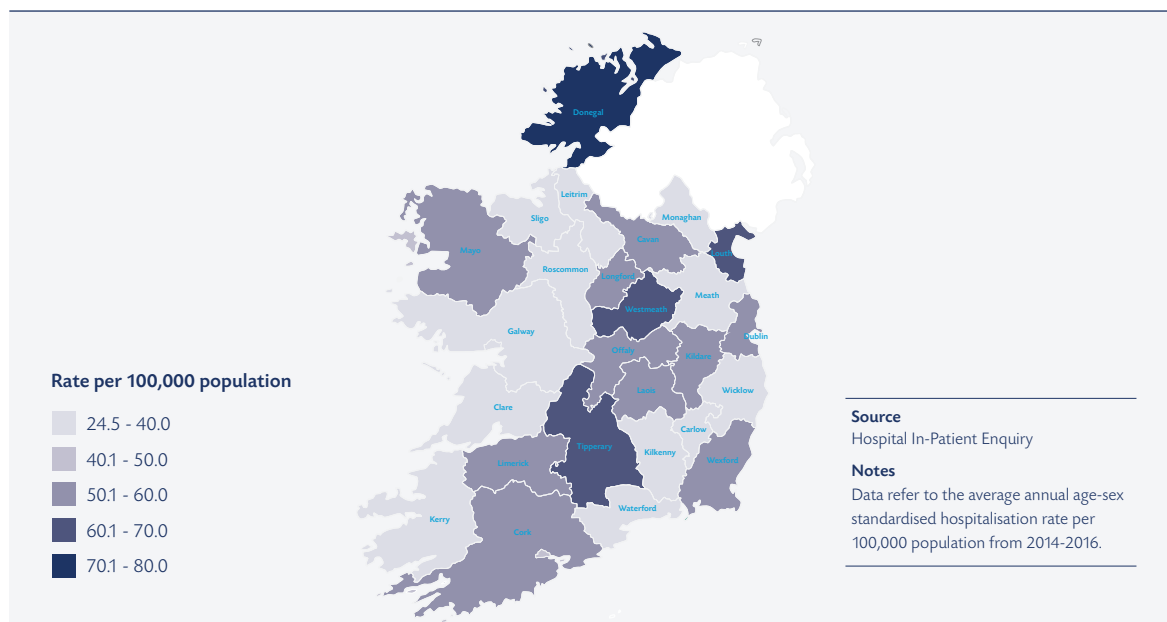 Donegal
Leitrim
Monaghan
Sligo
Cavan
Louth
Mayo
Roscommon
Longford
Meath
Westmeath
Galway
Dublin
Offaly
Kildare
Rate per 100,000 population
24.5 - 40.0
40.1 - 50.0
50.1 - 60.0
60.1 - 70.0
70.1 - 80.0
Laois
Wicklow
Clare
Carlow
Tipperary
Kilkenny
Wexford
Limerick
Waterford
Kerry
Cork
Source
Hospital In-Patient Enquiry
Notes
Data refer to the average annual age-sex
standardised hospitalisation rate per
100,000 population from 2014-2016.